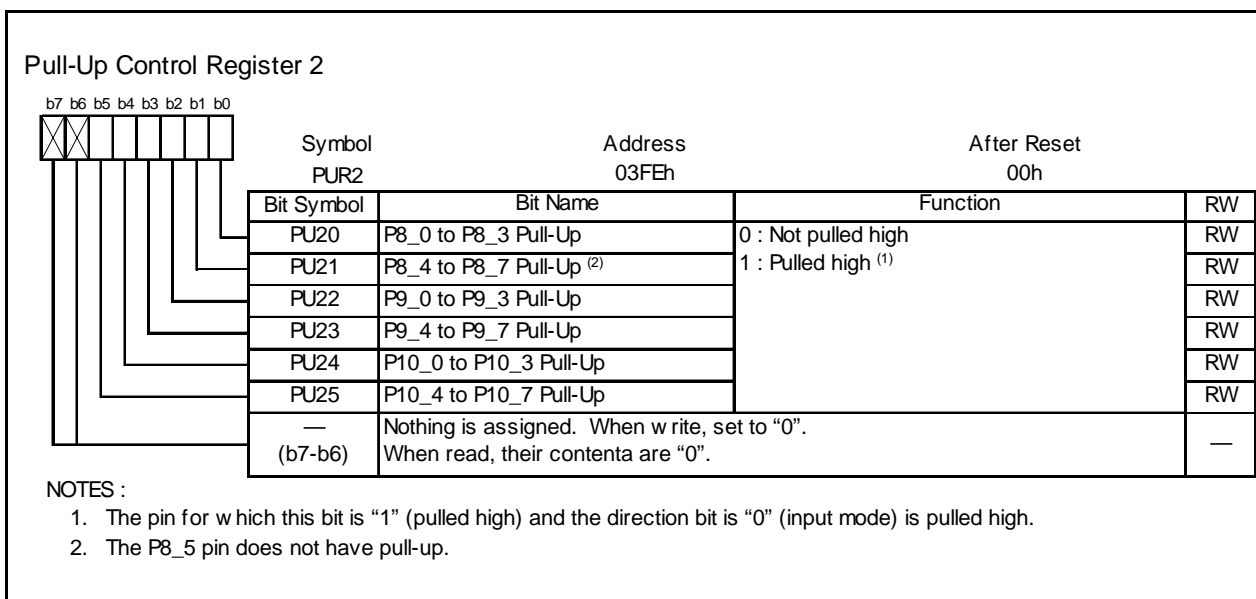 Pull-Up Control Register 2
b7 b6 b5 b4 b3 b2 b1 b0
Symbol Address After Reset
PUR2 03FEh 00h
Bit Symbol Bit Name Function RW
PU20 P8_0 to P8_3 Pull-Up 0 : Not pulled high RW
PU21 P8_4 to P8_7 Pull-Up (2) 1 : Pulled high (1) RW
PU22 P9_0 to P9_3 Pull-Up RW
PU23 P9_4 to P9_7 Pull-Up RW
PU24 P10_0 to P10_3 Pull-Up RW
PU25 P10_4 to P10_7 Pull-Up RW
— Nothing is assigned. When write, set to “0”. —
(b7-b6) When read, their contenta are “0”.
NOTES :
1. The pin for which this bit is “1” (pulled high) and the direction bit is “0” (input mode) is pulled high.
2. The P8_5 pin does not have pull-up.